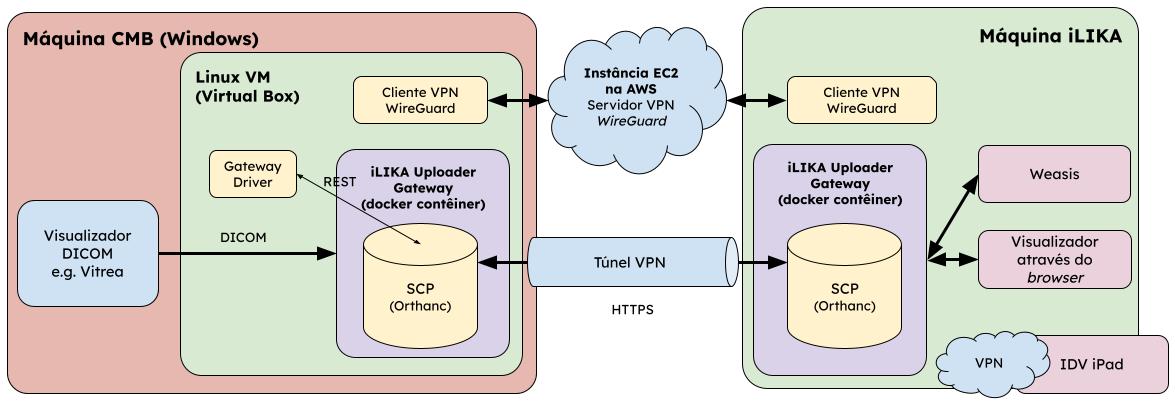 Máquina CMB (Windows)
Linux VM
(Virtual Box)
Cliente VPN
WireGuard
Gateway
Driver
REST
iLIKA Uploader
Gateway
(docker contêiner)
Visualizador
DICOM
e.g. Vitrea
DICOM
SCP
(Orthanc)
Instância EC2
na AWS
Servidor VPN
WireGuard
Túnel VPN
HTTPS
Máquina iLIKA
Cliente VPN
WireGuard
iLIKA Uploader
Gateway
(docker contêiner)
SCP
(Orthanc)
Weasis
Visualizador
através do
browser
VPN
IDV iPad